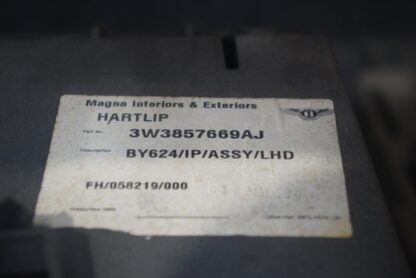 Magna Interiors & Exteriors
HARTLIP
Part No 3W3857669AJ
Description BY624/IP/ASSY/LHD
FH/058219/000